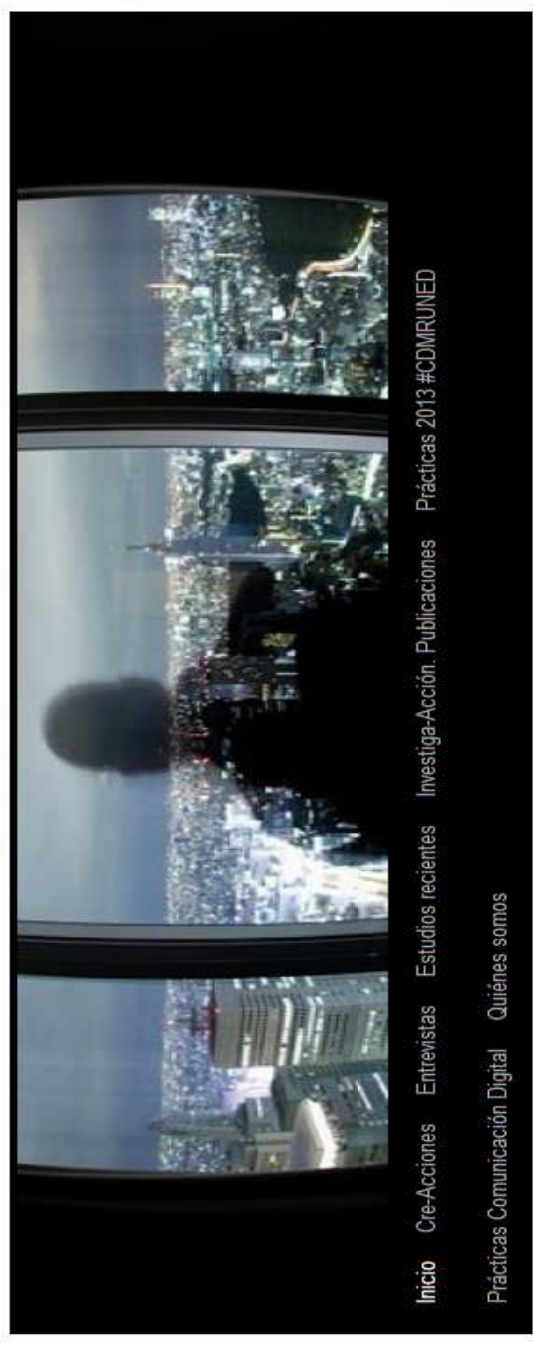 Inicio Cre-Acciones Entrevistas Estudios recientes Investiga-Acción. Publicaciones Prácticas 2013 #CDMRUNED
Prácticas Comunicación Digital Quiénes somos